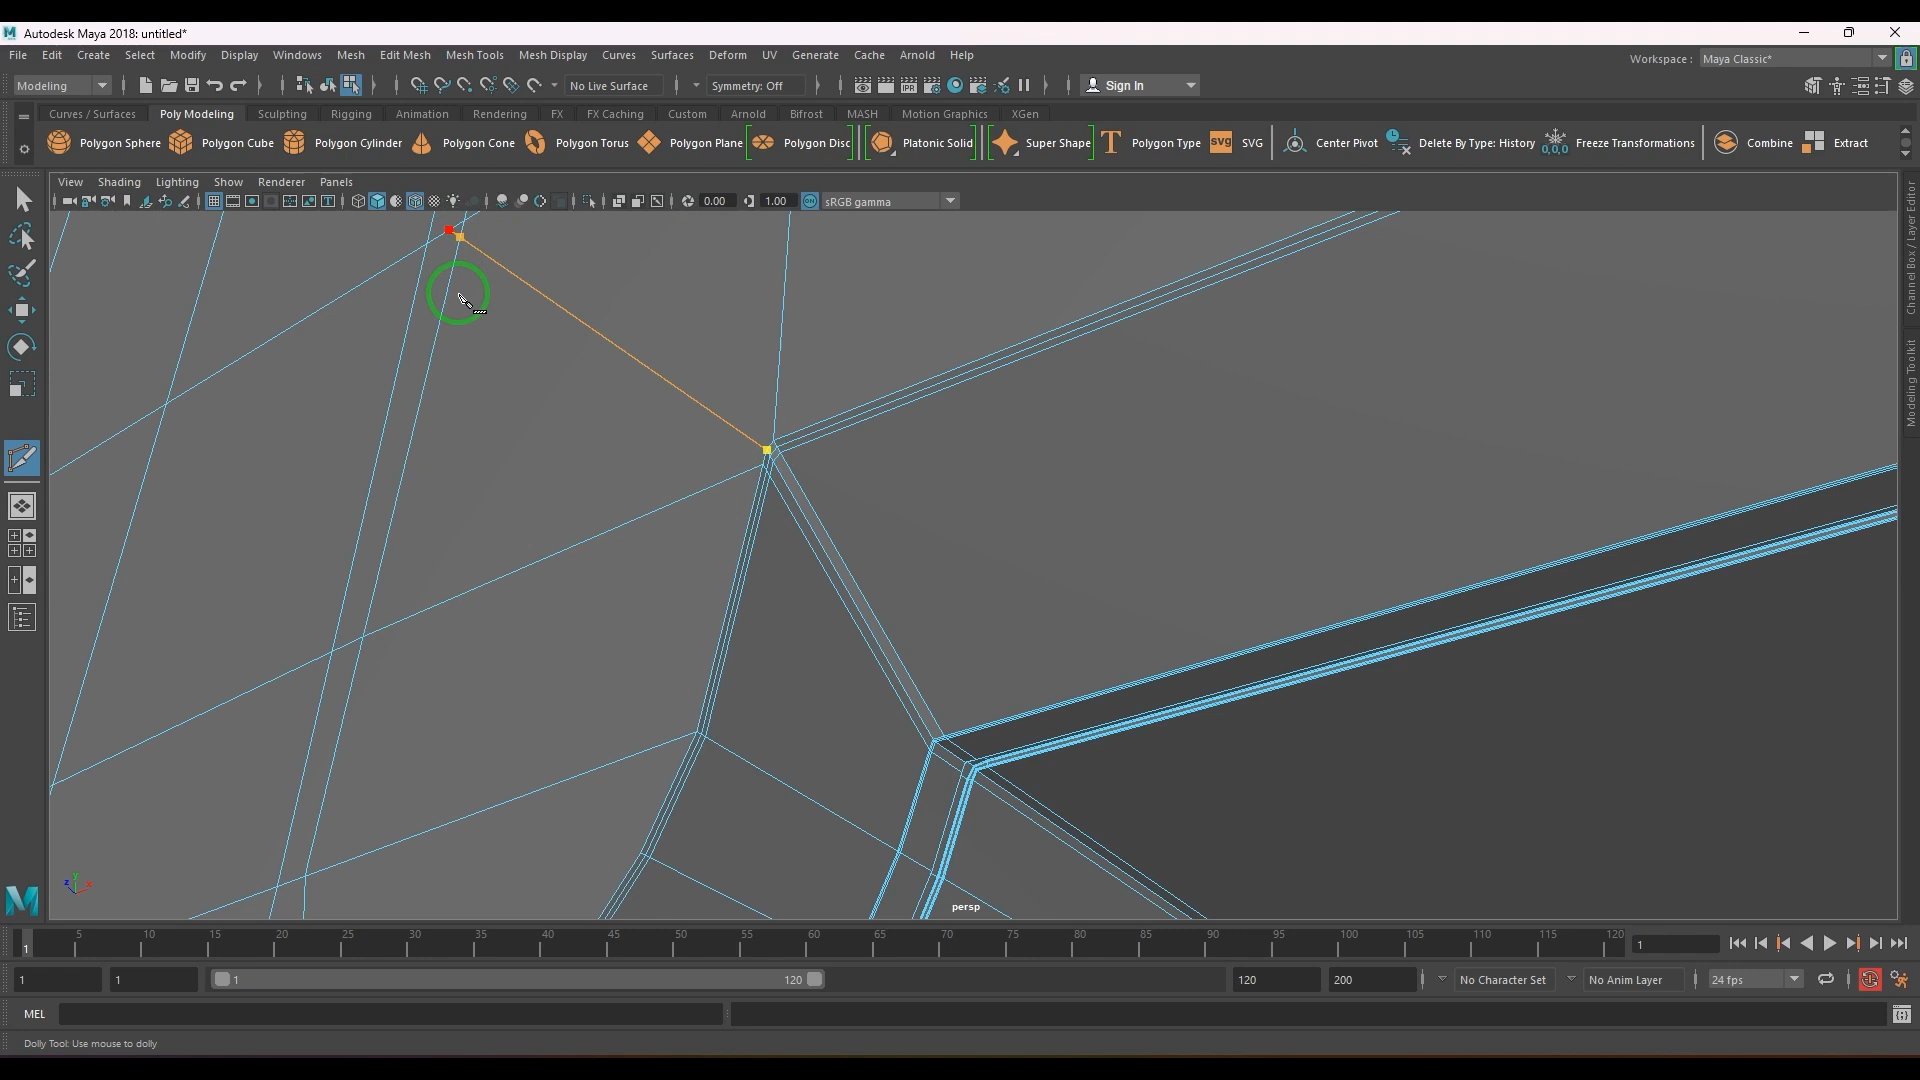 Autodesk Maya 2018: untitled*
File Edit Create Select Modify Display Windows Mesh Edit Mesh Mesh Tools Mesh Display Curves Surfaces Deform UV Generate Cache Arnold Help
Workspace : Maya Classic*
Modeling No Live Surface Symmetry: Off IPR Sign In
Curves / Surfaces Poly Modeling Sculpting Rigging Animation Rendering FX FX Caching Custom Arnold Bifrost MASH Motion Graphics XGen
Polygon Sphere Polygon Cube Polygon Cylinder Polygon Cone Polygon Torus Polygon Plane Polygon Disc Platonic Solid Super Shape T Polygon Type SVG SVG Center Pivot Delete By Type: History 0,0,0 Freeze Transformations Combine Extract
View Shading Lighting Show Renderer Panels
0.00 1.00 ON sRGB gamma
Channel Box / Layer Editor
Modeling Toolkit
y
z x
persp
5 10 15 20 25 30 35 40 45 50 55 60 65 70 75 80 85 90 95 100 105 110 115 120
1 1
1 1 1 120 120 200 No Character Set No Anim Layer 24 fps
MEL
Dolly Tool: Use mouse to dolly